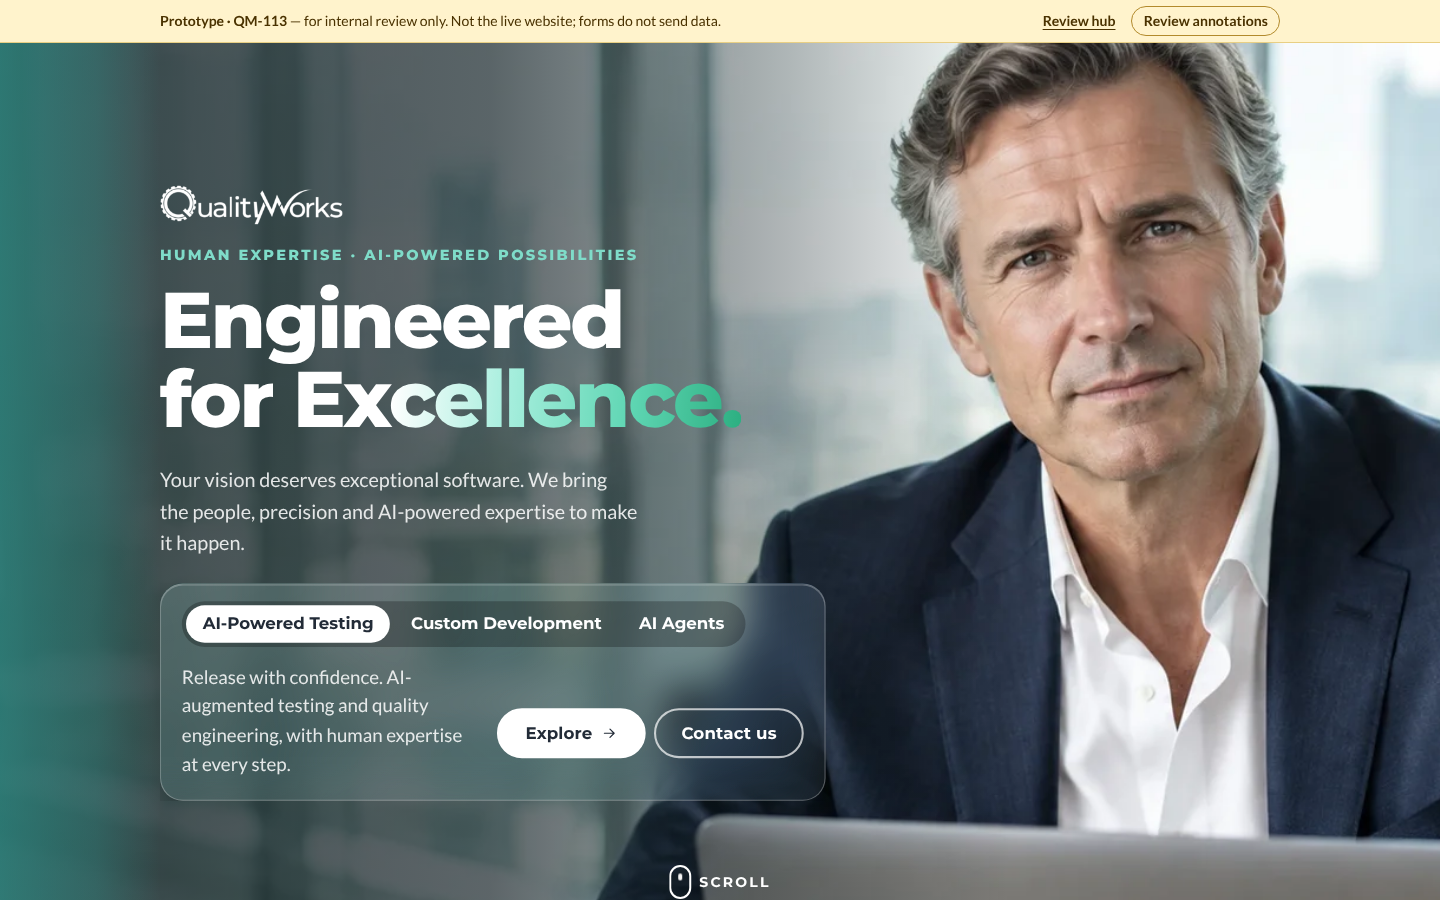 Prototype · QM-113 — for internal review only. Not the live website; forms do not send data.
Review hub
Review annotations
QualityWorks
HUMAN EXPERTISE · AI-POWERED POSSIBILITIES
Engineered
for Excellence.
Your vision deserves exceptional software. We bring
the people, precision and AI-powered expertise to make
it happen.
AI-Powered Testing
Custom Development
AI Agents
Release with confidence. AI-
augmented testing and quality
engineering, with human expertise
at every step.
Explore →
Contact us
SCROLL